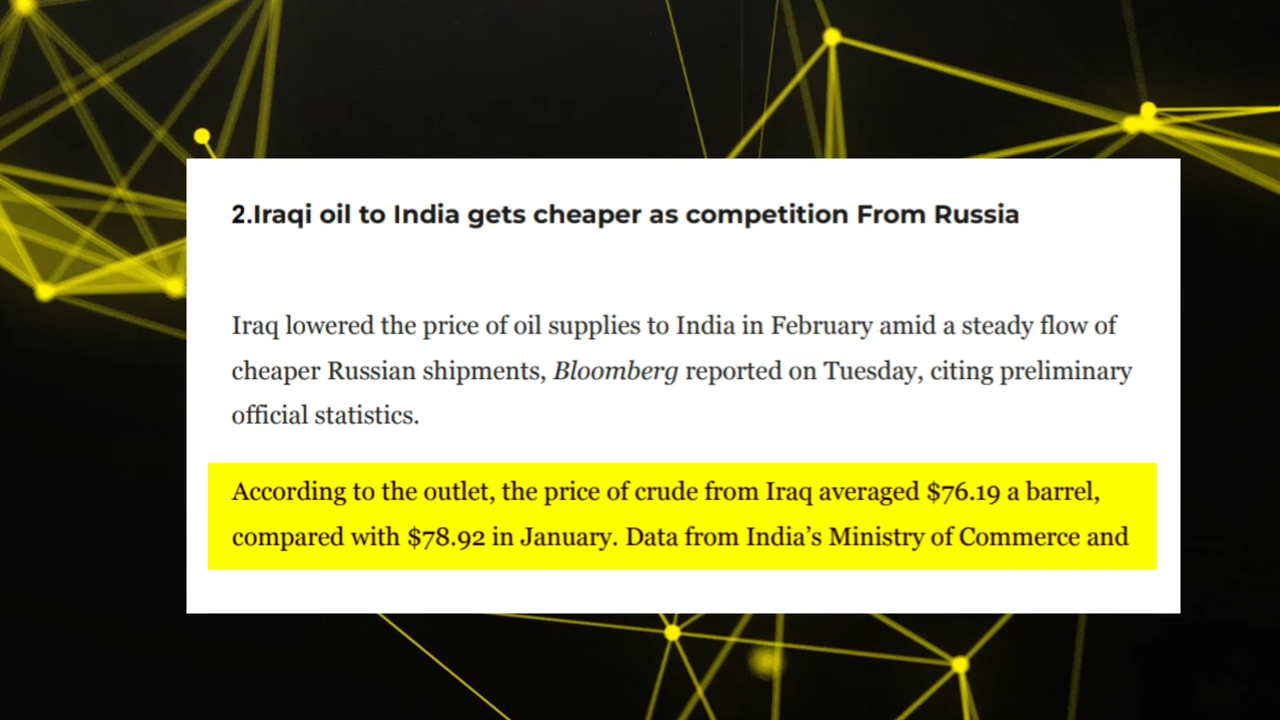 2.Iraqi oil to India gets cheaper as competition From Russia
Iraq lowered the price of oil supplies to India in February amid a steady flow of
cheaper Russian shipments, Bloomberg reported on Tuesday, citing preliminary
official statistics.
According to the outlet, the price of crude from Iraq averaged $76.19 a barrel,
compared with $78.92 in January. Data from India’s Ministry of Commerce and